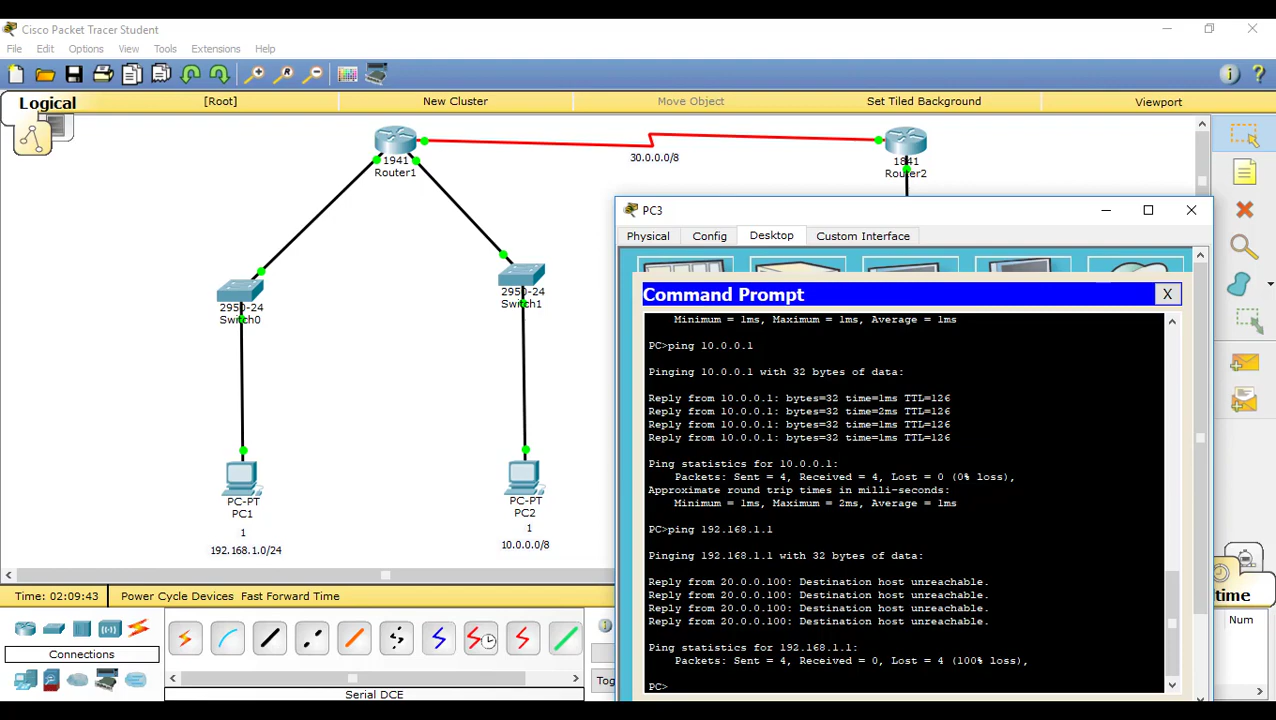 Cisco Packet Tracer Student
File Edit Options View Tools Extensions Help
Logical [Root] New Cluster Move Object Set Tiled Background Viewport
30.0.0.0/8
1941
Router1
1841
Router2
2950-24
Switch0
2950-24
Switch1
PC-PT
PC1
1
192.168.1.0/24
PC-PT
PC2
1
10.0.0.0/8
PC3
Physical Config Desktop Custom Interface
Command Prompt X
Minimum = 1ms, Maximum = 1ms, Average = 1ms
PC>ping 10.0.0.1
Pinging 10.0.0.1 with 32 bytes of data:
Reply from 10.0.0.1: bytes=32 time=1ms TTL=126
Reply from 10.0.0.1: bytes=32 time=2ms TTL=126
Reply from 10.0.0.1: bytes=32 time=1ms TTL=126
Reply from 10.0.0.1: bytes=32 time=1ms TTL=126
Ping statistics for 10.0.0.1:
Packets: Sent = 4, Received = 4, Lost = 0 (0% loss),
Approximate round trip times in milli-seconds:
Minimum = 1ms, Maximum = 2ms, Average = 1ms
PC>ping 192.168.1.1
Pinging 192.168.1.1 with 32 bytes of data:
Reply from 20.0.0.100: Destination host unreachable.
Reply from 20.0.0.100: Destination host unreachable.
Reply from 20.0.0.100: Destination host unreachable.
Reply from 20.0.0.100: Destination host unreachable.
Ping statistics for 192.168.1.1:
Packets: Sent = 4, Received = 0, Lost = 4 (100% loss),
PC>
Time: 02:09:43 Power Cycle Devices Fast Forward Time
time
Connections
Serial DCE
Tog
Num